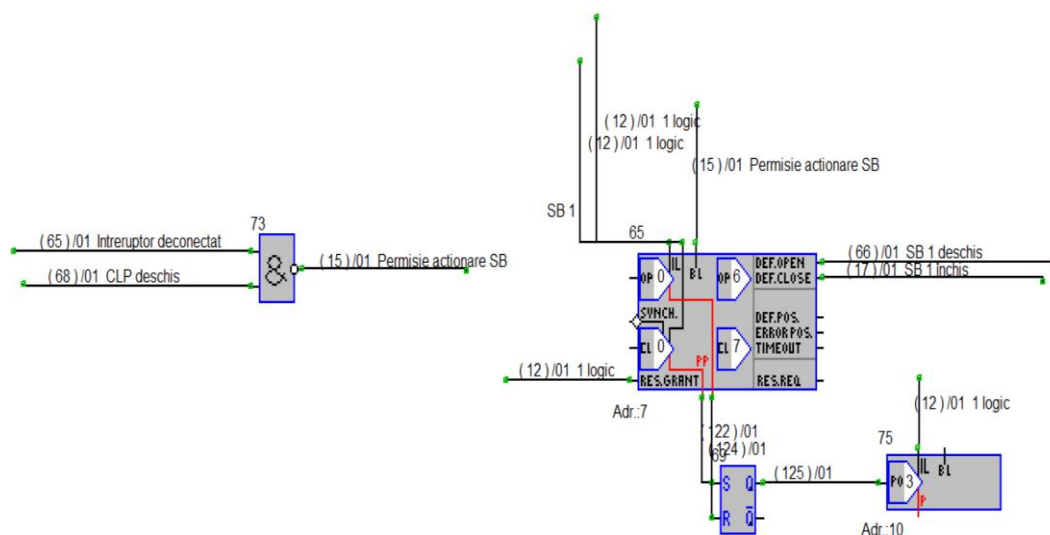 73
( 65 ) /01 Intreruptor deconectat
( 68 ) /01 CLP deschis
&
( 15 ) /01 Permisie actionare SB
( 12 ) /01 1 logic
( 12 ) /01 1 logic
( 15 ) /01 Permisie actionare SB
SB 1
65
IL
BL
OP 0
OP 6
DEF.OPEN
DEF.CLOSE
( 66 ) /01 SB 1 deschis
( 17 ) /01 SB 1 inchis
SYNCH.
DEF.POS.
ERROR POS.
TIMEOUT
CL 0
CL 7
PP
( 12 ) /01 1 logic
RES.GRANT
RES.REQ
Adr.:7
( 122 ) /01
( 124 ) /01
69
S Q
R Q̅
( 125 ) /01
( 12 ) /01 1 logic
75
IL
BL
PO 3
P
Adr.:10